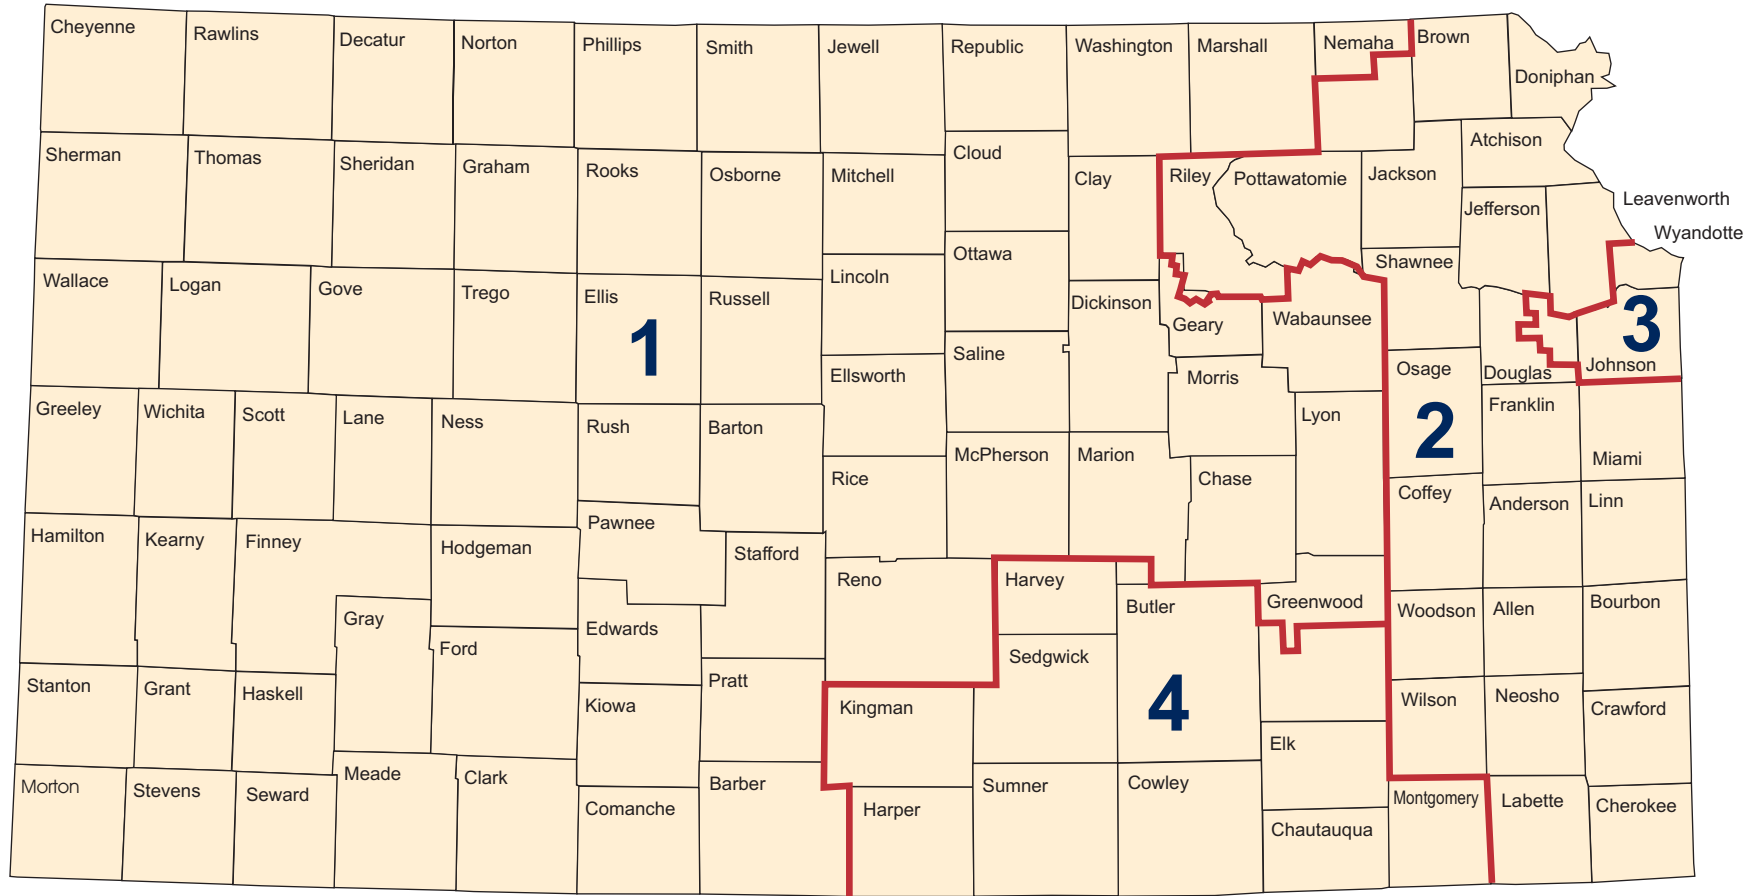 Cheyenne
Rawlins
Decatur
Norton
Phillips
Smith
Jewell
Republic
Washington
Marshall
Nemaha
Brown
Doniphan
Sherman
Thomas
Sheridan
Graham
Rooks
Osborne
Mitchell
Cloud
Clay
Riley
Pottawatomie
Jackson
Atchison
Jefferson
Leavenworth
Wyandotte
Wallace
Logan
Gove
Trego
Ellis
Russell
Lincoln
Ottawa
Dickinson
Geary
Wabaunsee
Shawnee
1
3
Saline
Ellsworth
Morris
Osage
Douglas
Johnson
Greeley
Wichita
Scott
Lane
Ness
Rush
Barton
Rice
McPherson
Marion
Chase
Lyon
2
Franklin
Miami
Coffey
Anderson
Linn
Hamilton
Kearny
Finney
Hodgeman
Pawnee
Stafford
Reno
Harvey
Butler
Greenwood
Woodson
Allen
Bourbon
Gray
Ford
Edwards
Sedgwick
Stanton
Grant
Haskell
Kiowa
Pratt
Kingman
4
Elk
Wilson
Neosho
Crawford
Morton
Stevens
Seward
Meade
Clark
Comanche
Barber
Harper
Sumner
Cowley
Chautauqua
Montgomery
Labette
Cherokee